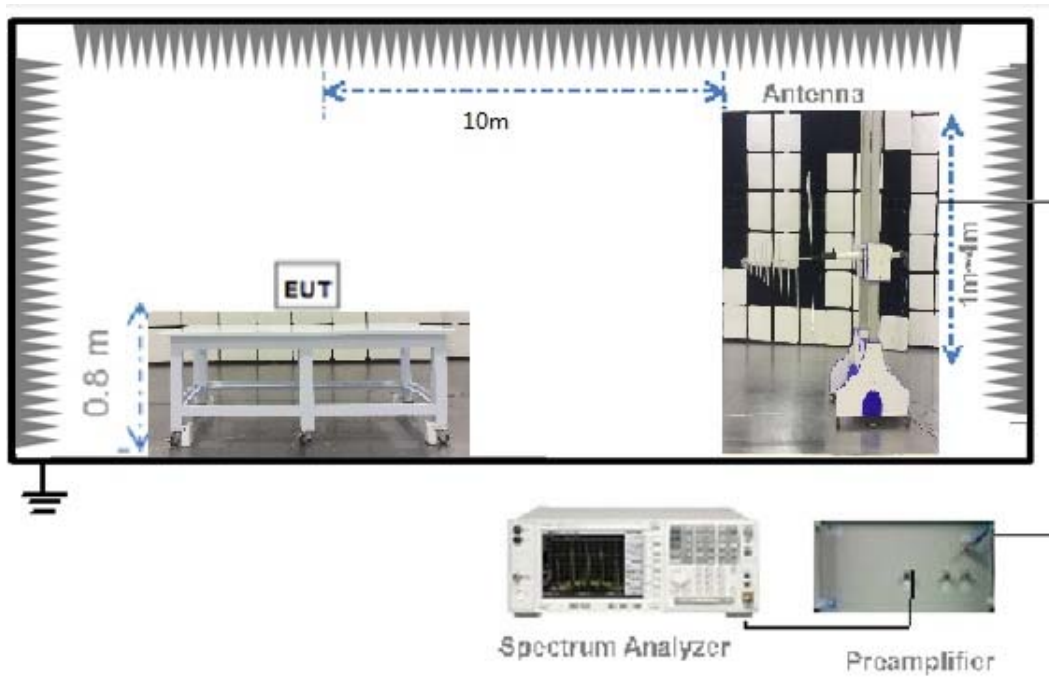 Antenna
10m
1m~4m
EUT
0.8 m
Spectrum Analyzer
Preamplifier